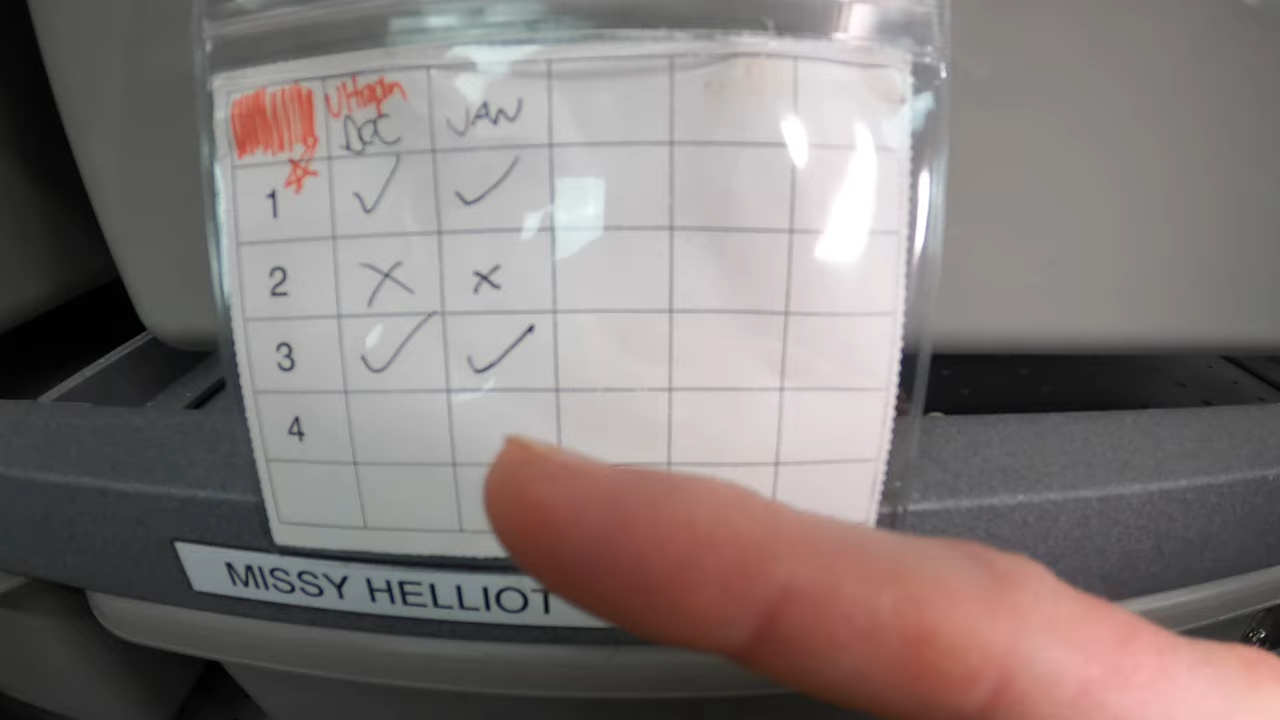 DEC JAN
1 ✓ ✓
2 X X
3 ✓ ✓
4
MISSY HELLIOT